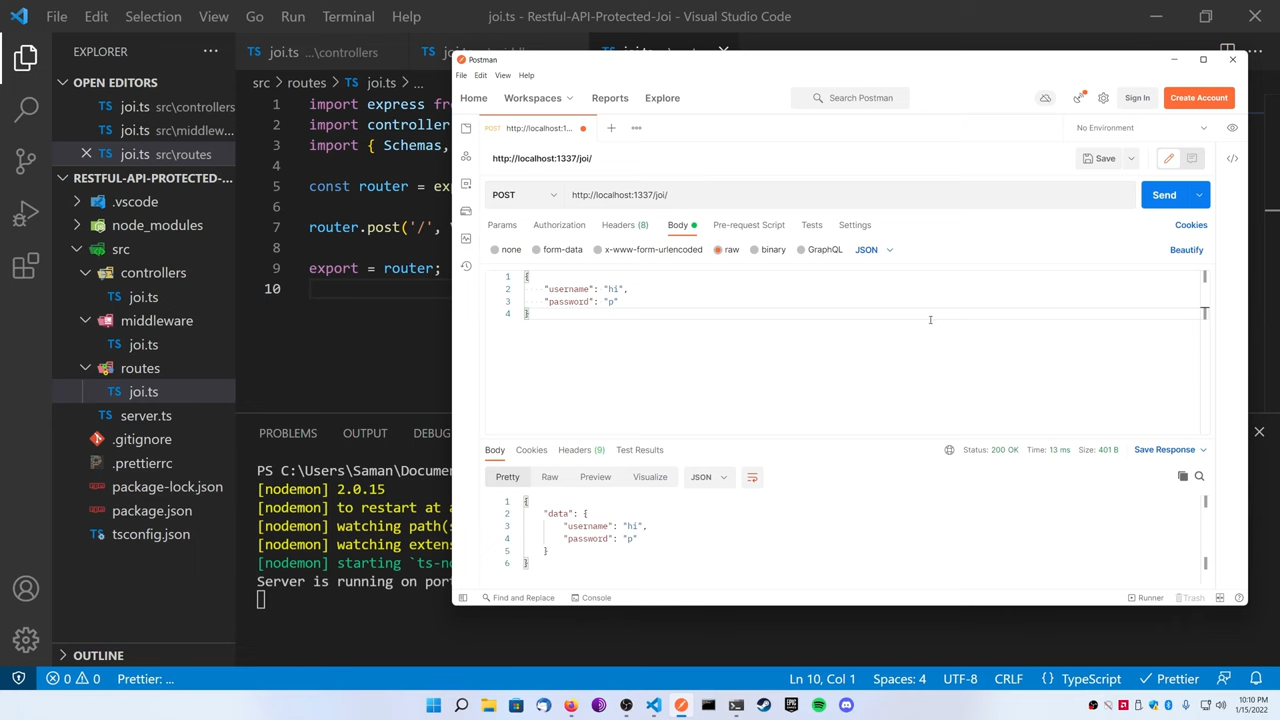 File Edit Selection View Go Run Terminal Help joi.ts - Restful-API-Protected-Joi - Visual Studio Code
EXPLORER
OPEN EDITORS
joi.ts src\controllers
joi.ts src\middlew...
joi.ts src\routes
RESTFUL-API-PROTECTED-...
.vscode
node_modules
src
controllers
joi.ts
middleware
joi.ts
routes
joi.ts
server.ts
.gitignore
.prettierrc
package-lock.json
package.json
tsconfig.json
OUTLINE
joi.ts ...\controllers
src > routes > TS joi.ts > ...
1 import express
2 import controller
3 import { Schemas,
4
5 const router =
6
7 router.post('/',
8
9 export = router;
10
PROBLEMS OUTPUT
PS C:\Users\Saman\
[nodemon] 2.0.15
[nodemon] to restart at
[nodemon] watching
[nodemon] watching
[nodemon] starting `ts-
Server is running on
Postman
File Edit View Help
Home Workspaces Reports Explore Search Postman Sign In Create Account
POST http://localhost:1... No Environment
http://localhost:1337/joi/ Save
POST http://localhost:1337/joi/ Send
Params Authorization Headers (8) Body Pre-request Script Tests Settings Cookies
none form-data x-www-form-urlencoded raw binary GraphQL JSON Beautify
1 {
2 "username": "hi",
3 "password": "p"
4 }
Body Cookies Headers (9) Test Results Status: 200 OK Time: 13 ms Size: 401 B Save Response
Pretty Raw Preview Visualize JSON
1 {
2 "data": {
3 "username": "hi",
4 "password": "p"
5 }
6 }
Find and Replace Console Runner Trash
0 0 Prettier: ... Ln 10, Col 1 Spaces: 4 UTF-8 CRLF {} TypeScript Prettier
10:10 PM
1/15/2022